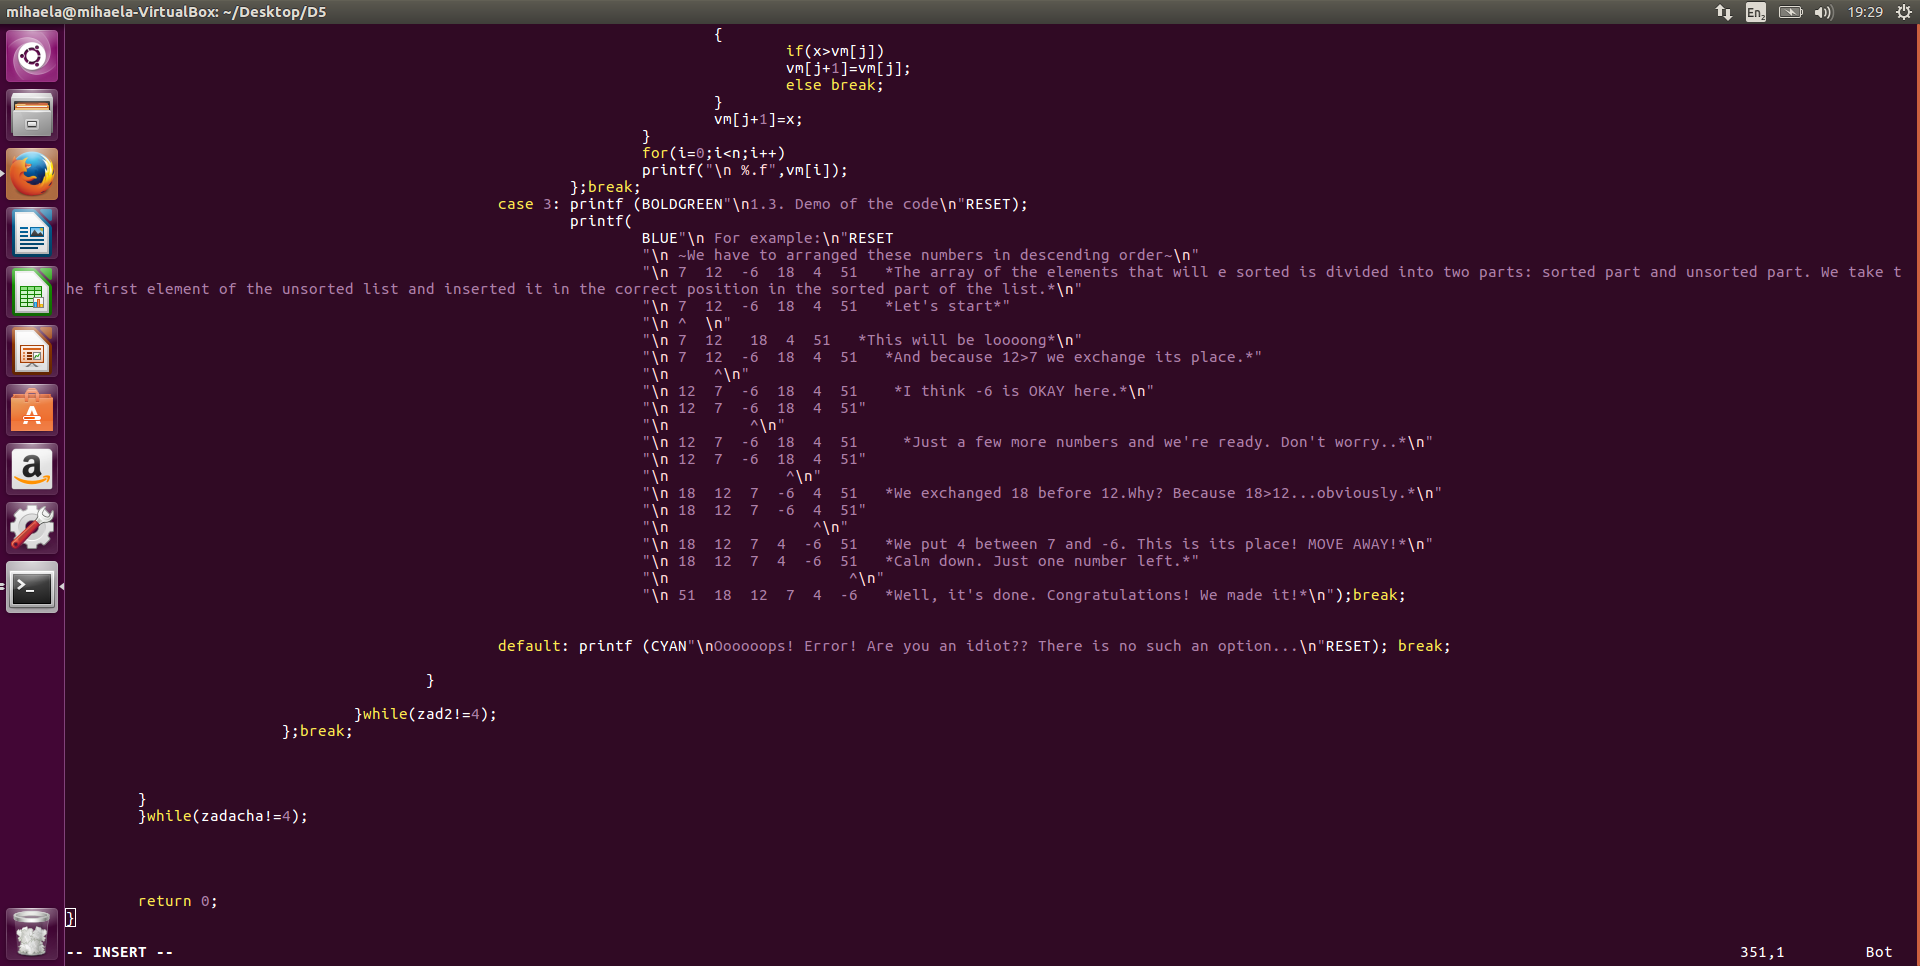 mihaela@mihaela-VirtualBox: ~/Desktop/D5
En2 19:29
{
if(x>vm[j])
vm[j+1]=vm[j];
else break;
}
vm[j+1]=x;
}
for(i=0;i<n;i++)
printf("\n %.f",vm[i]);
};break;
case 3: printf (BOLDGREEN"\n1.3. Demo of the code\n"RESET);
printf(
BLUE"\n For example:\n"RESET
"\n ~We have to arranged these numbers in descending order~\n"
"\n 7  12  -6  18  4  51   *The array of the elements that will e sorted is divided into two parts: sorted part and unsorted part. We take t
he first element of the unsorted list and inserted it in the correct position in the sorted part of the list.*\n"
"\n 7  12  -6  18  4  51   *Let's start*"
"\n ^  \n"
"\n 7  12   18  4  51   *This will be loooong*\n"
"\n 7  12  -6  18  4  51   *And because 12>7 we exchange its place.*"
"\n     ^\n"
"\n 12  7  -6  18  4  51    *I think -6 is OKAY here.*\n"
"\n 12  7  -6  18  4  51"
"\n         ^\n"
"\n 12  7  -6  18  4  51     *Just a few more numbers and we're ready. Don't worry..*\n"
"\n 12  7  -6  18  4  51"
"\n             ^\n"
"\n 18  12  7  -6  4  51   *We exchanged 18 before 12.Why? Because 18>12...obviously.*\n"
"\n 18  12  7  -6  4  51"
"\n                ^\n"
"\n 18  12  7  4  -6  51   *We put 4 between 7 and -6. This is its place! MOVE AWAY!*\n"
"\n 18  12  7  4  -6  51   *Calm down. Just one number left.*"
"\n                    ^\n"
"\n 51  18  12  7  4  -6   *Well, it's done. Congratulations! We made it!*\n");break;
default: printf (CYAN"\nOooooops! Error! Are you an idiot?? There is no such an option...\n"RESET); break;
}
}while(zad2!=4);
};break;
}
}while(zadacha!=4);
return 0;
}
-- INSERT -- 351,1 Bot